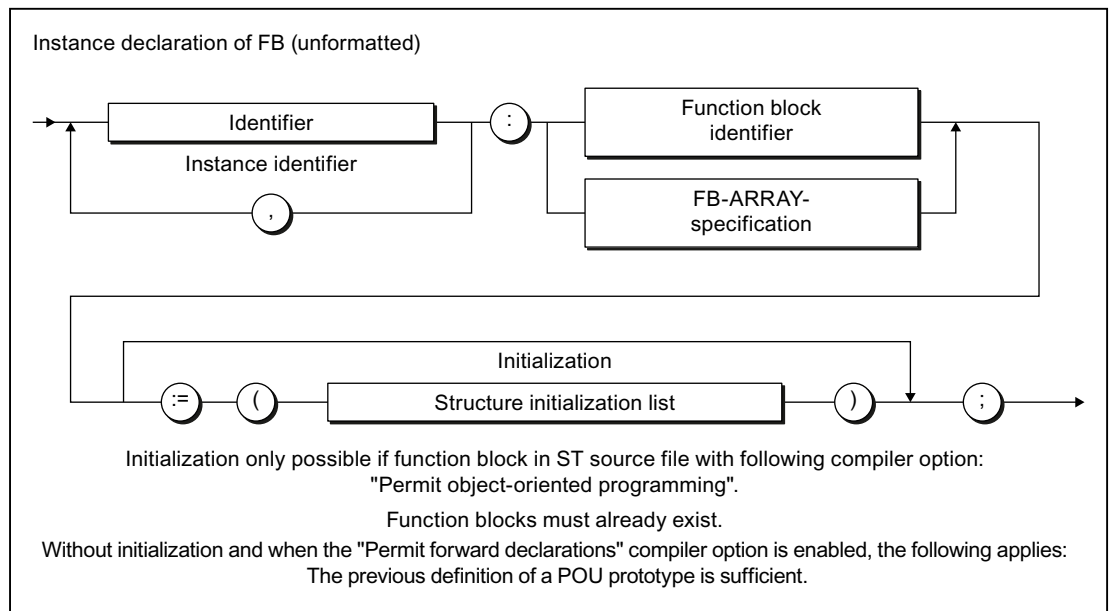 Instance declaration of FB (unformatted)
Identifier
:
Function block
identifier
Instance identifier
,
FB-ARRAY-
specification
Initialization
:=
(
Structure initialization list
)
;
Initialization only possible if function block in ST source file with following compiler option:
"Permit object-oriented programming".
Function blocks must already exist.
Without initialization and when the "Permit forward declarations" compiler option is enabled, the following applies:
The previous definition of a POU prototype is sufficient.